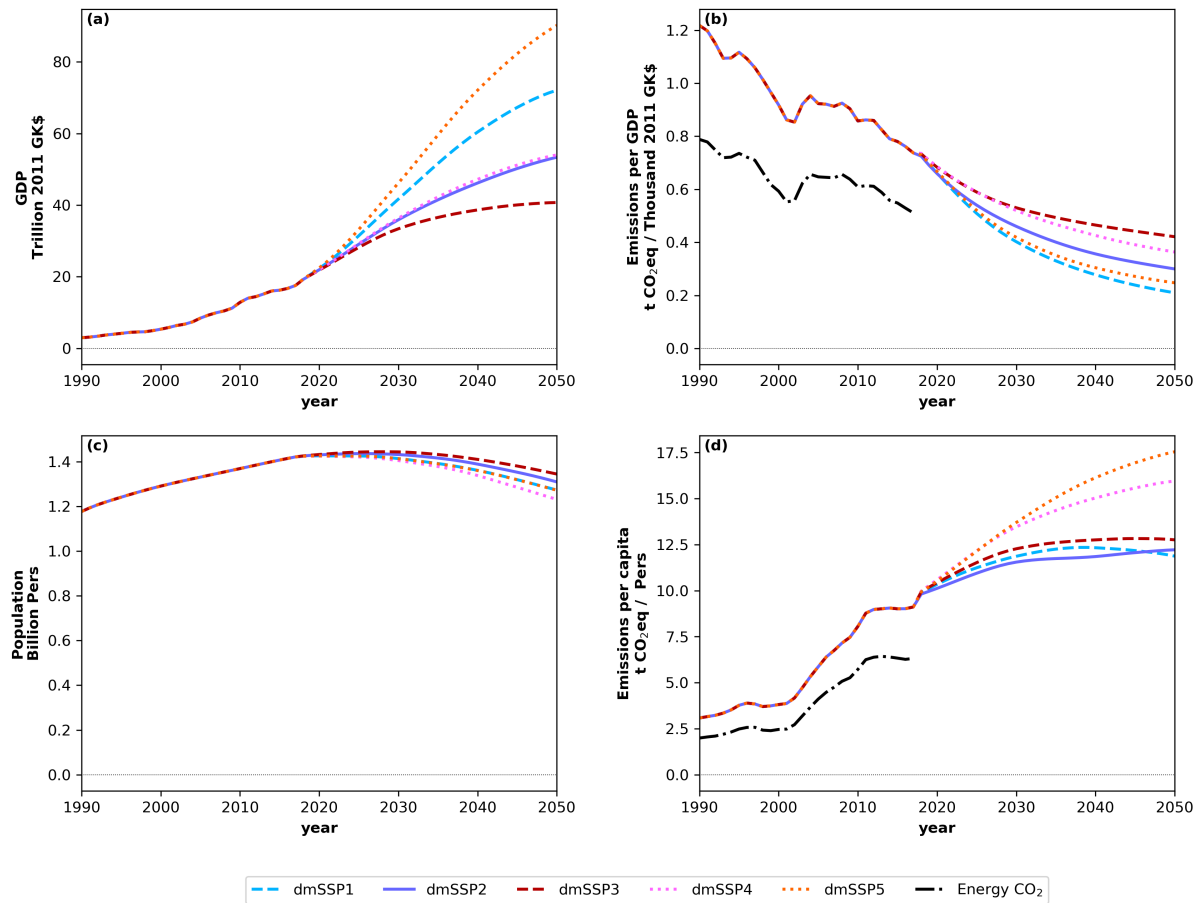 (a)
80
60
40
20
0
GDP
Trillion 2011 GK$
1990 2000 2010 2020 2030 2040 2050
year
(b)
1.2
1.0
0.8
0.6
0.4
0.2
0.0
Emissions per GDP
t CO₂eq / Thousand 2011 GK$
1990 2000 2010 2020 2030 2040 2050
year
(c)
1.4
1.2
1.0
0.8
0.6
0.4
0.2
0.0
Population
Billion Pers
1990 2000 2010 2020 2030 2040 2050
year
(d)
17.5
15.0
12.5
10.0
7.5
5.0
2.5
0.0
Emissions per capita
t CO₂eq / Pers
1990 2000 2010 2020 2030 2040 2050
year
dmSSP1 dmSSP2 dmSSP3 dmSSP4 dmSSP5 Energy CO₂